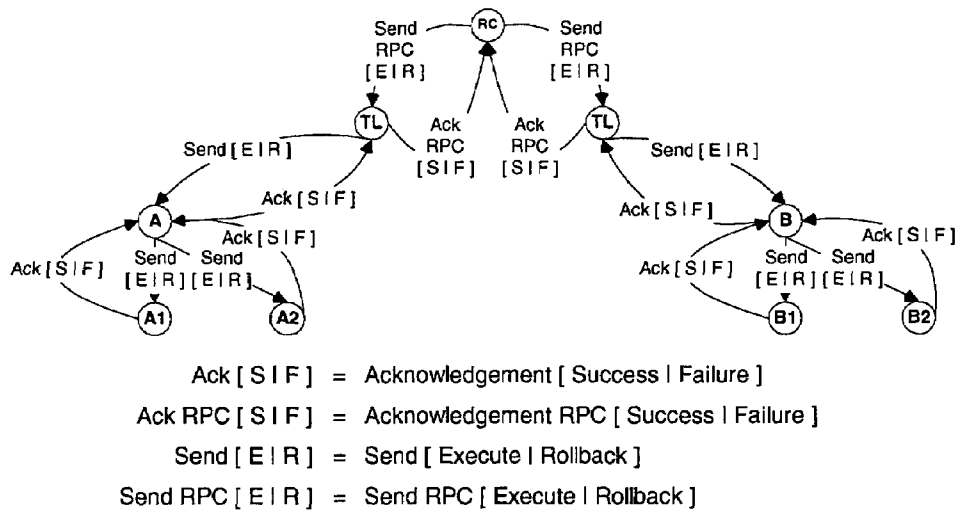 RC
Send
RPC
[E|R]
Send
RPC
[E|R]
TL
TL
Ack
RPC
[S|F]
Ack
RPC
[S|F]
Send [E|R]
Send [E|R]
Ack [S|F]
Ack [S|F]
A
B
Ack [S|F]
Ack [S|F]
Send
[E|R]
Send
[E|R]
Ack [S|F]
Ack [S|F]
Send
[E|R]
Send
[E|R]
A1
A2
B1
B2
Ack [ S | F ] = Acknowledgement [ Success | Failure ]
Ack RPC [ S | F ] = Acknowledgement RPC [ Success | Failure ]
Send [ E | R ] = Send [ Execute | Rollback ]
Send RPC [ E | R ] = Send RPC [ Execute | Rollback ]